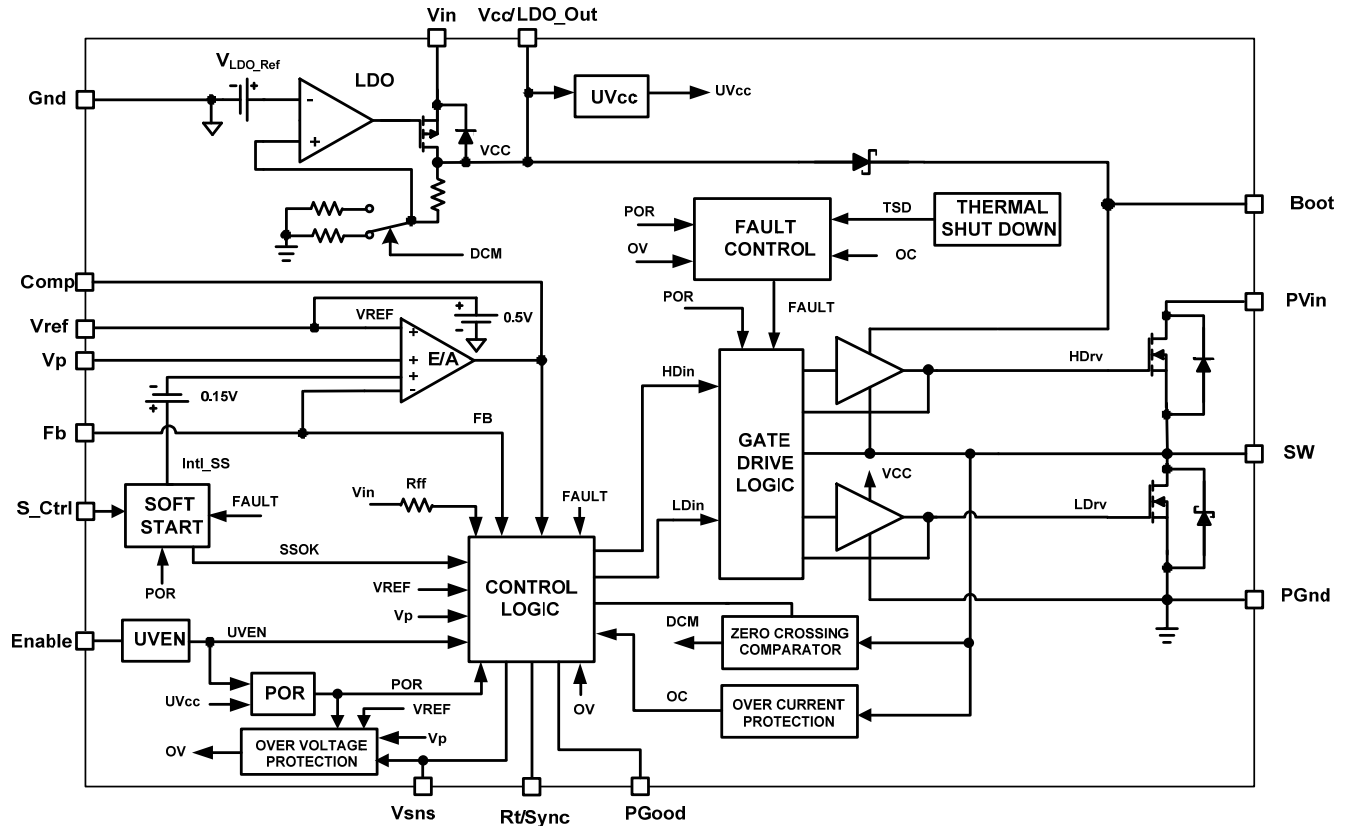 Vin
Vcc/LDO_Out
VLDO_Ref
LDO
Gnd
-
+
-
+
UVcc
UVcc
VCC
DCM
POR
OV
FAULT
CONTROL
TSD
THERMAL
SHUT DOWN
OC
Boot
Comp
Vref
VREF
+
-
0.5V
Vp
+
+
+
-
E/A
-
+
0.15V
Fb
FB
Intl_SS
POR
FAULT
PVin
HDin
HDrv
GATE
DRIVE
LOGIC
SW
VCC
S_Ctrl
SOFT
START
FAULT
Vin
Rff
FAULT
LDin
LDrv
SSOK
POR
VREF
Vp
CONTROL
LOGIC
PGnd
Enable
UVEN
UVEN
DCM
ZERO CROSSING
COMPARATOR
UVcc
POR
POR
OV
OC
OVER CURRENT
PROTECTION
VREF
Vp
OV
OVER VOLTAGE
PROTECTION
Vsns
Rt/Sync
PGood